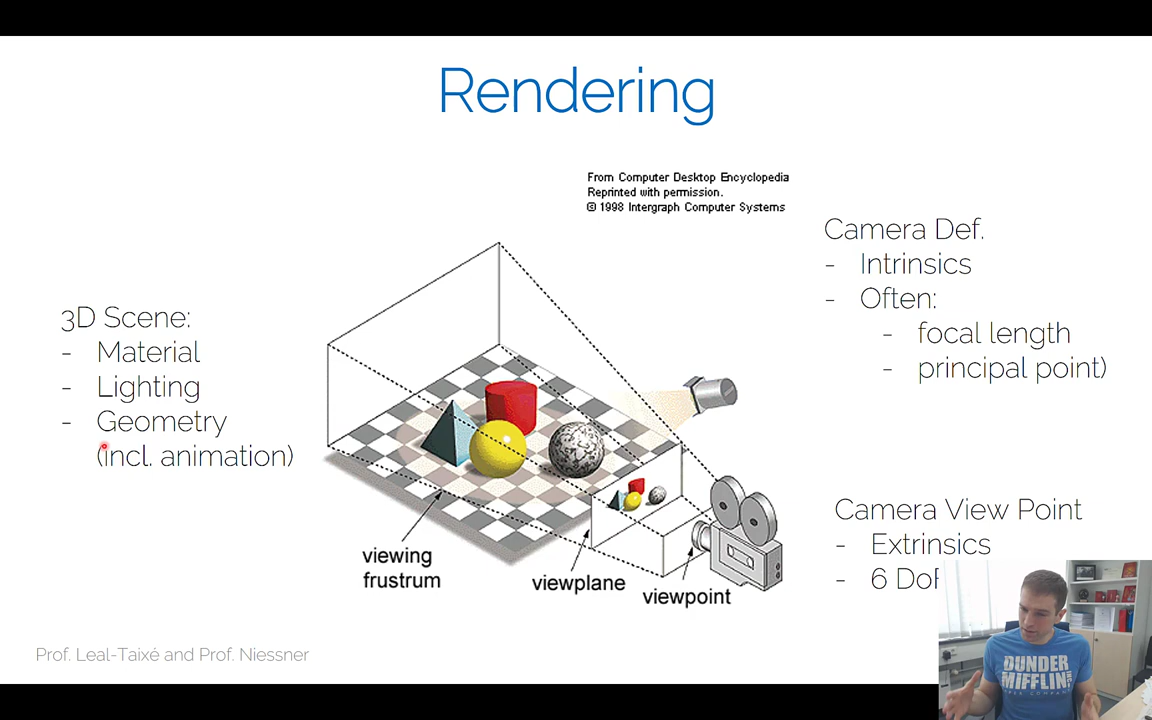 Rendering
From Computer Desktop Encyclopedia
Reprinted with permission.
© 1998 Intergraph Computer Systems
3D Scene:
- Material
- Lighting
- Geometry
(incl. animation)
Camera Def.
- Intrinsics
- Often:
- focal length
- principal point)
viewing
frustrum
viewplane
viewpoint
Camera View Point
- Extrinsics
- 6 DoF
DUNDER
MIFFLIN
Prof. Leal-Taixé and Prof. Niessner